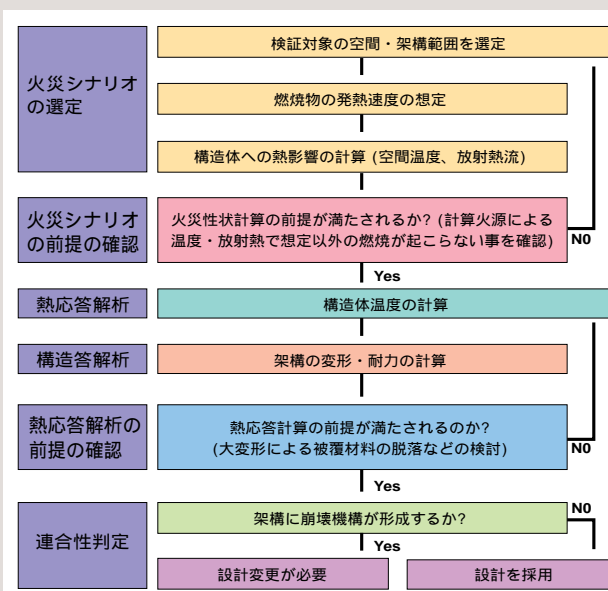 検証対象の空間・架構範囲を選定
火災シナリオ
の選定
燃焼物の発熱速度の想定
構造体への熱影響の計算 (空間温度、放射熱流)
火災シナリオ
の前提の確認
火災性状計算の前提が満たされるか? (計算火源による
温度・放射熱で想定以外の燃焼が起こらない事を確認)
N0
Yes
熱応答解析
構造体温度の計算
構造答解析
架構の変形・耐力の計算
熱応答解析の
前提の確認
熱応答計算の前提が満たされるのか?
(大変形による被覆材料の脱落などの検討)
N0
Yes
連合性判定
架構に崩壊機構が形成するか?
N0
Yes
設計変更が必要
設計を採用